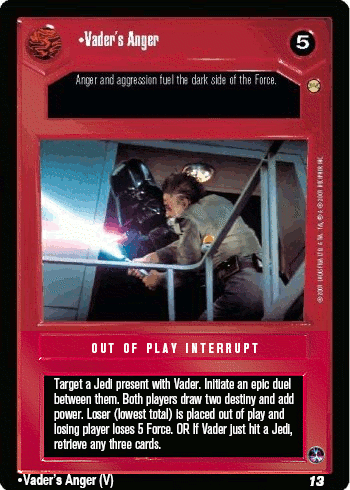 •Vader's Anger
5
Anger and aggression fuel the dark side of the Force.
OUT OF PLAY INTERRUPT
Target a Jedi present with Vader. Initiate an epic duel
between them. Both players draw two destiny and add
power. Loser (lowest total) is placed out of play and
losing player loses 5 Force. OR If Vader just hit a Jedi,
retrieve any three cards.
•Vader's Anger (V)
13